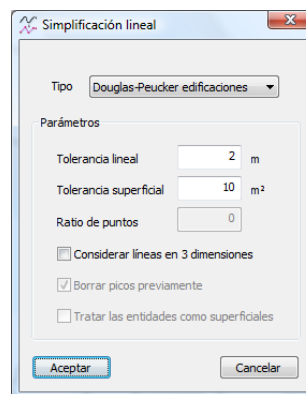 Simplificación lineal
Tipo Douglas-Peucker edificaciones
Parámetros
Tolerancia lineal 2 m
Tolerancia superficial 10 m²
Ratio de puntos 0
Considerar líneas en 3 dimensiones
Borrar picos previamente
Tratar las entidades como superficiales
Aceptar Cancelar